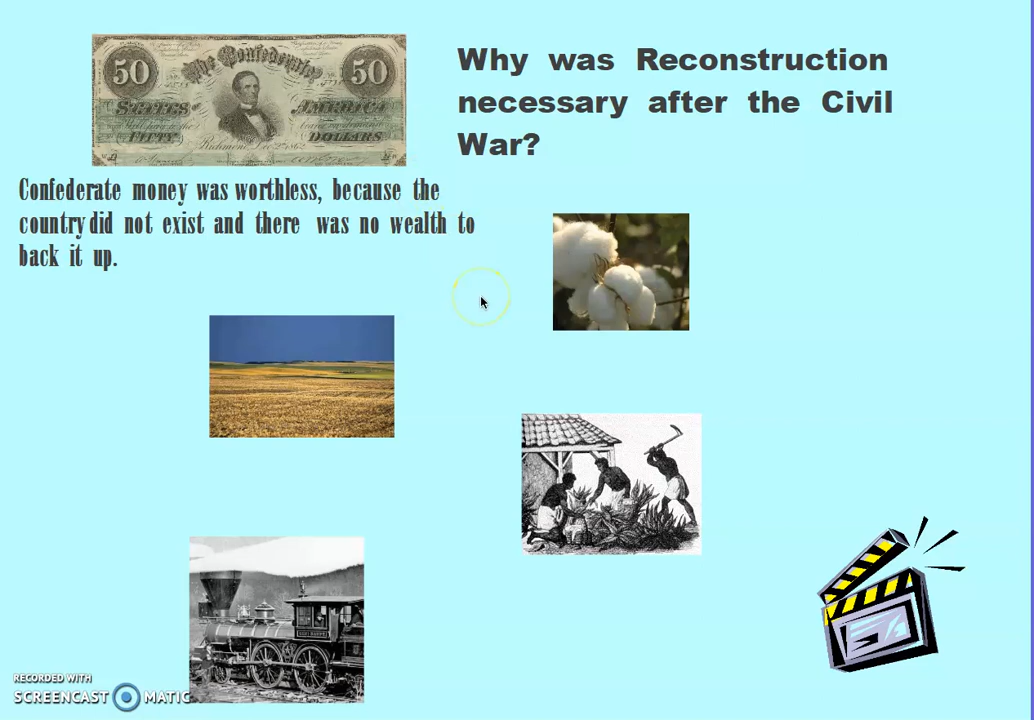 50 The Confederate 50
STATES of AMERICA
FIFTY DOLLARS
Richmond
Why was Reconstruction
necessary after the Civil
War?
Confederate money was worthless, because the
country did not exist and there was no wealth to
back it up.
RECORDED WITH
SCREENCAST MATIC